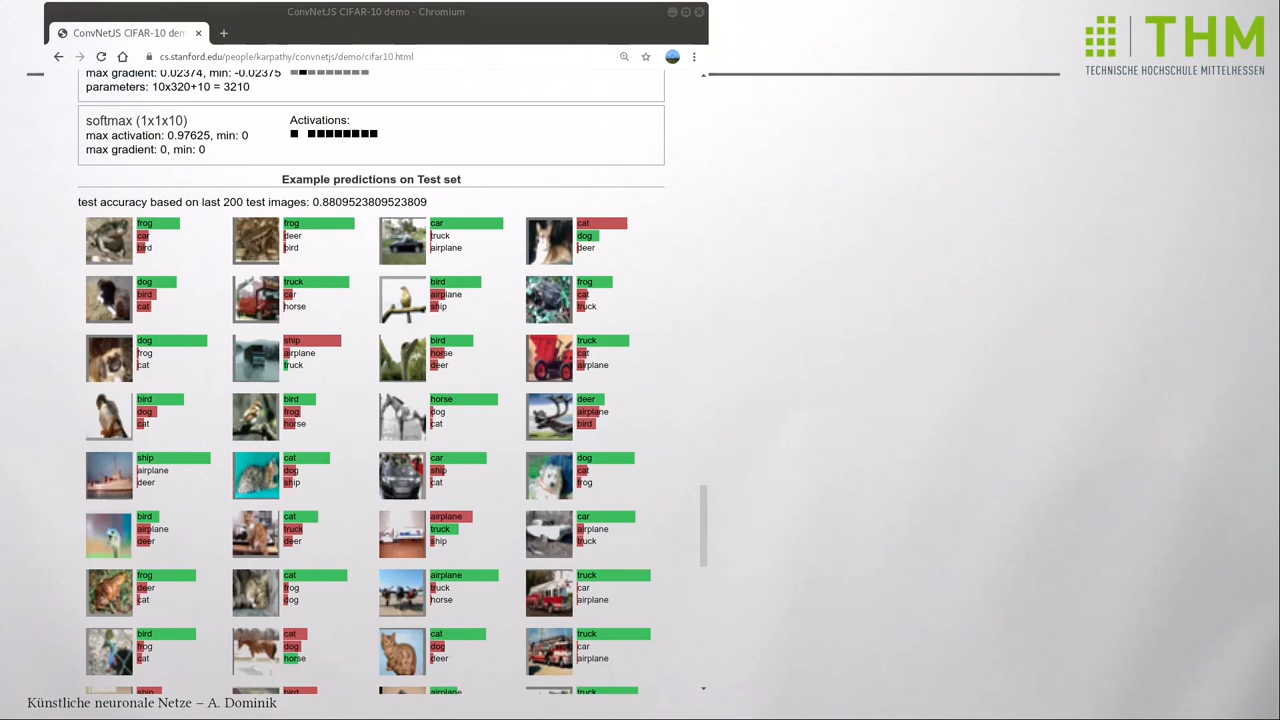 ConvNetJS CIFAR-10 demo - Chromium
ConvNetJS CIFAR-10 dem
cs.stanford.edu/people/karpathy/convnetjs/demo/cifar10.html
THM
TECHNISCHE HOCHSCHULE MITTELHESSEN
max gradient: 0.02374, min: -0.02375
parameters: 10x320+10 = 3210
softmax (1x1x10)
max activation: 0.97625, min: 0
max gradient: 0, min: 0
Activations:
Example predictions on Test set
test accuracy based on last 200 test images: 0.8809523809523809
frog frog car cat
car deer truck dog
bird bird airplane deer
dog truck bird frog
bird car airplane cat
cat horse ship truck
dog ship bird truck
frog airplane horse cat
cat truck deer airplane
bird bird horse deer
dog frog dog airplane
cat horse cat bird
ship cat car dog
airplane dog ship cat
deer ship cat frog
bird cat airplane car
airplane truck truck airplane
deer deer ship truck
frog cat airplane truck
deer frog truck car
cat dog horse airplane
bird cat cat truck
frog dog dog car
cat horse deer airplane
ship bird airplane truck
Künstliche neuronale Netze – A. Dominik